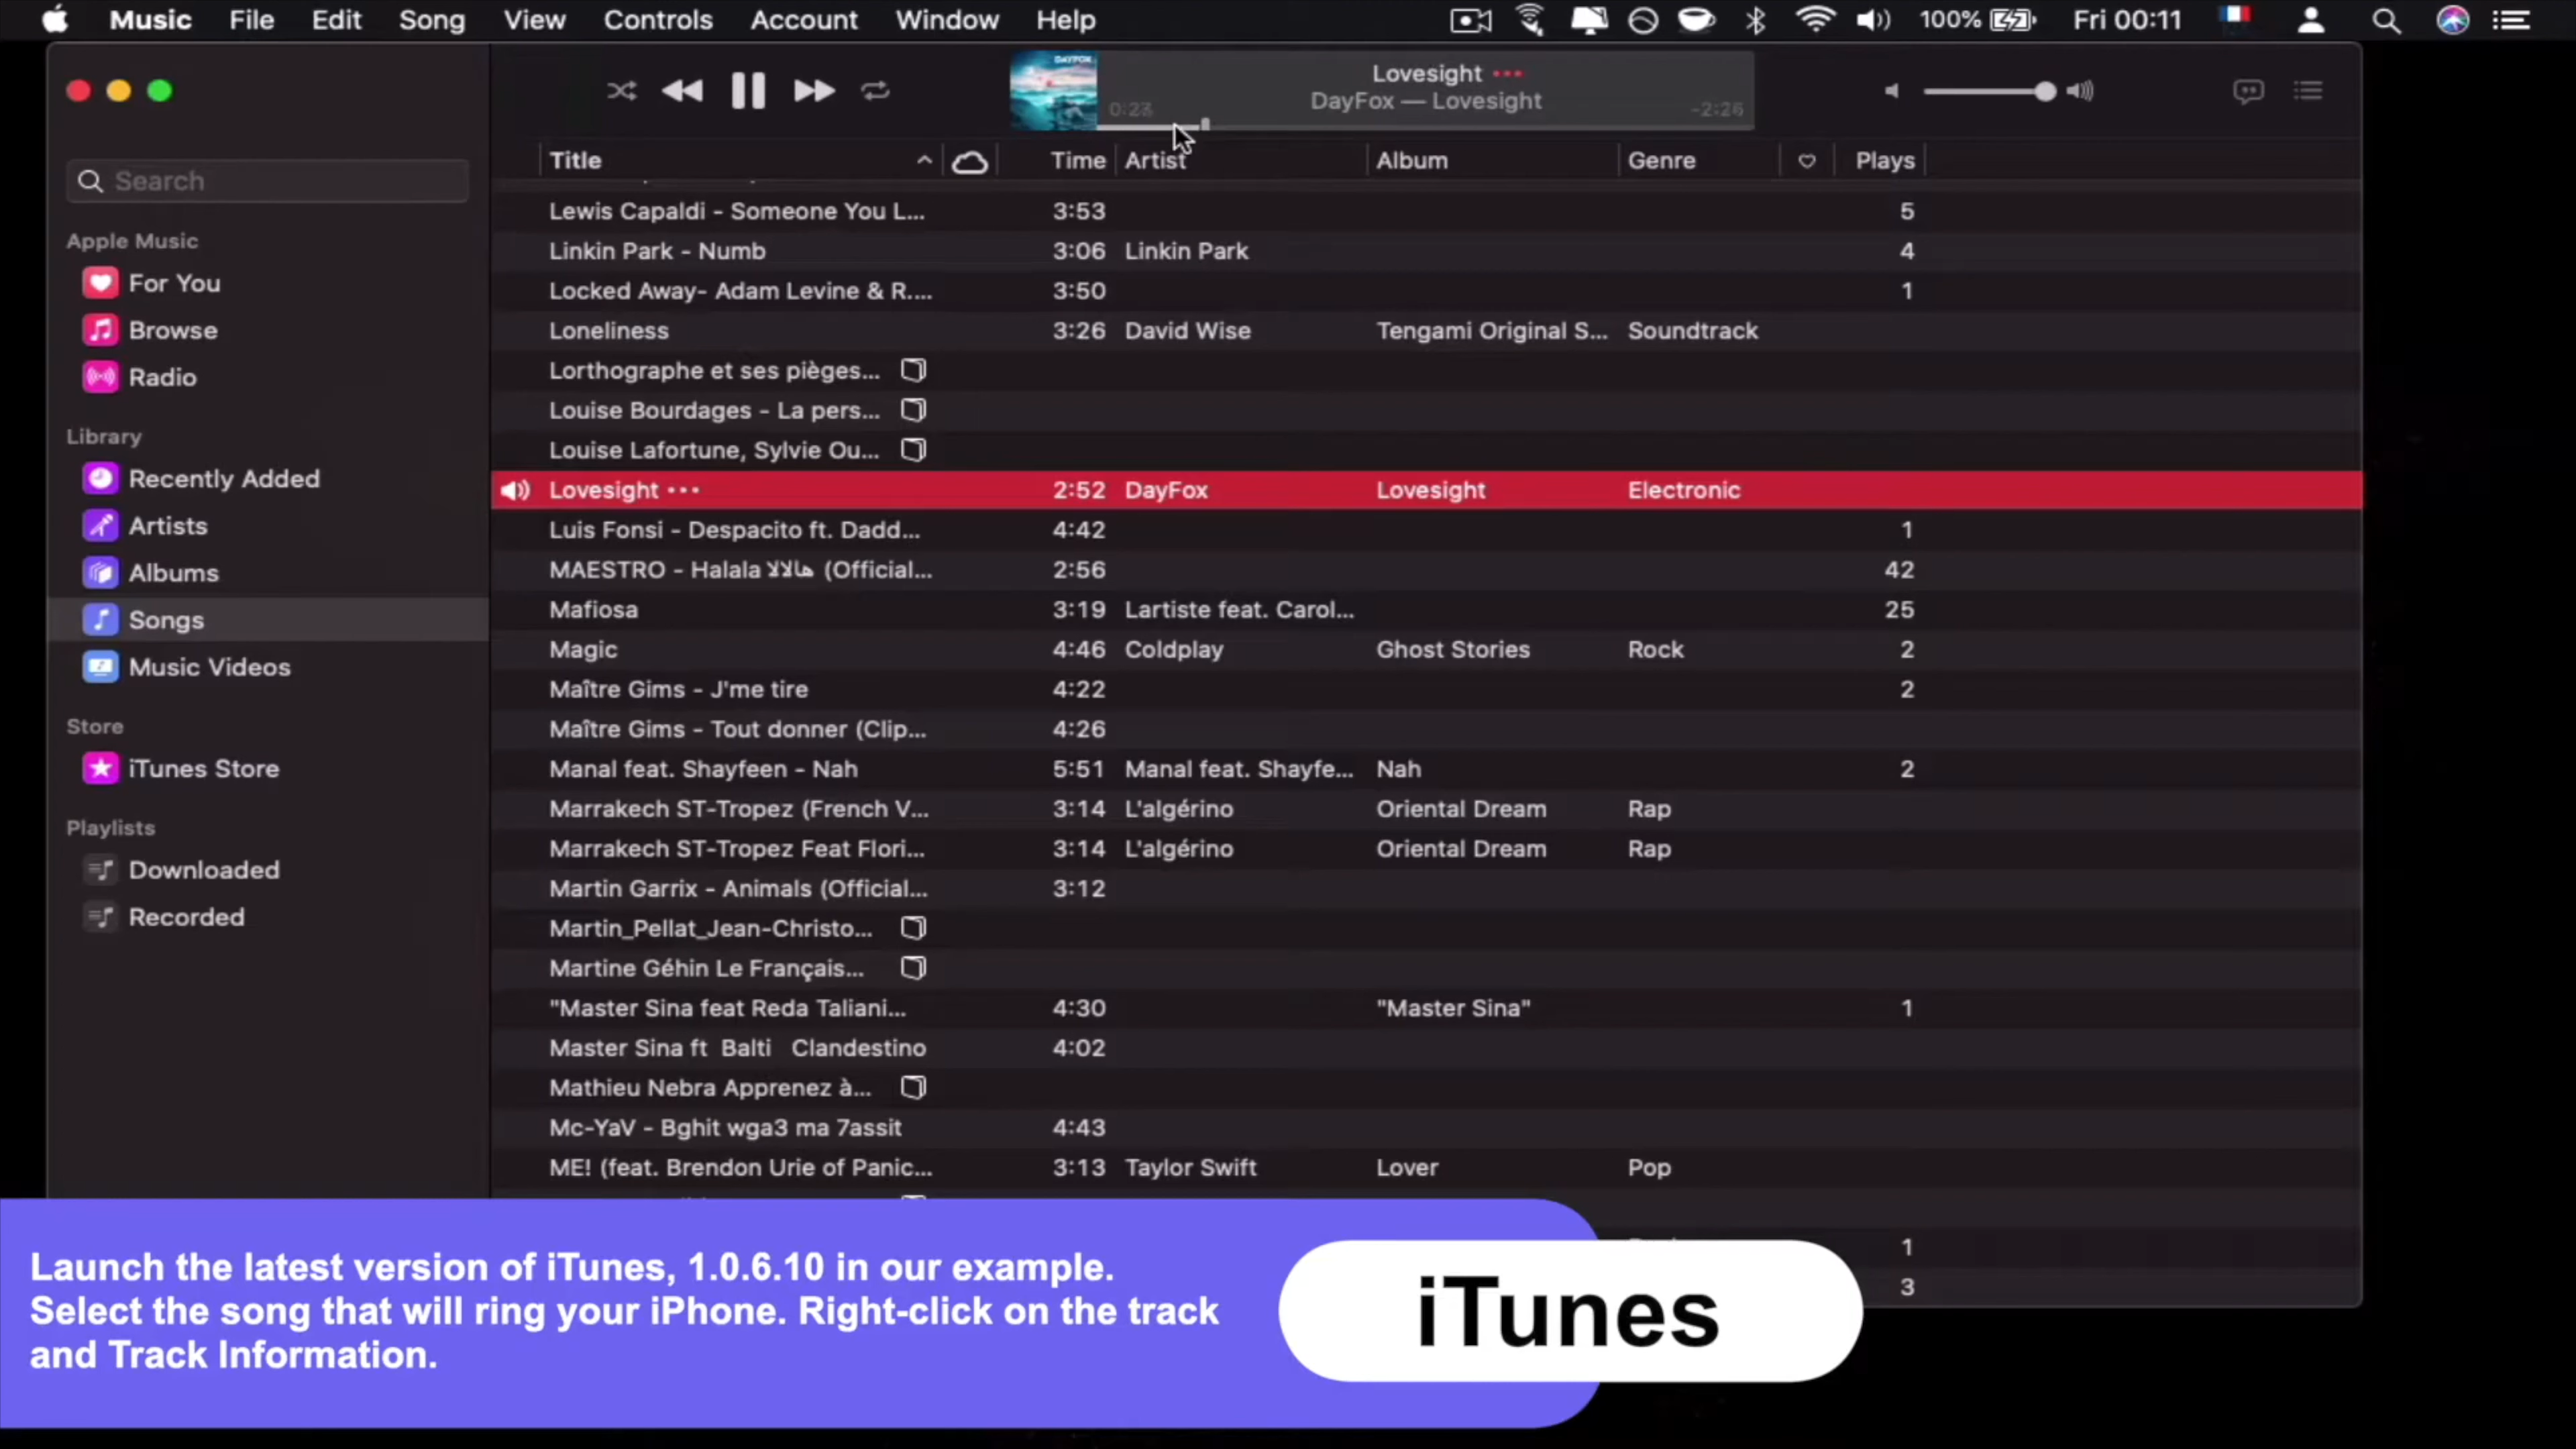 Music File Edit Song View Controls Account Window Help 100% Fri 00:11
DAYFOX
Lovesight •••
DayFox — Lovesight
0:23 -2:26
Search
Apple Music
For You
Browse
Radio
Library
Recently Added
Artists
Albums
Songs
Music Videos
Store
iTunes Store
Playlists
Downloaded
Recorded
Title Time Artist Album Genre Plays
Lewis Capaldi - Someone You L... 3:53 5
Linkin Park - Numb 3:06 Linkin Park 4
Locked Away- Adam Levine & R.... 3:50 1
Loneliness 3:26 David Wise Tengami Original S... Soundtrack
Lorthographe et ses pièges...
Louise Bourdages - La pers...
Louise Lafortune, Sylvie Ou...
Lovesight ••• 2:52 DayFox Lovesight Electronic
Luis Fonsi - Despacito ft. Dadd... 4:42 1
MAESTRO - Halala هالالا (Official... 2:56 42
Mafiosa 3:19 Lartiste feat. Carol... 25
Magic 4:46 Coldplay Ghost Stories Rock 2
Maître Gims - J'me tire 4:22 2
Maître Gims - Tout donner (Clip... 4:26
Manal feat. Shayfeen - Nah 5:51 Manal feat. Shayfe... Nah 2
Marrakech ST-Tropez (French V... 3:14 L'algérino Oriental Dream Rap
Marrakech ST-Tropez Feat Flori... 3:14 L'algérino Oriental Dream Rap
Martin Garrix - Animals (Official... 3:12
Martin_Pellat_Jean-Christo...
Martine Géhin Le Français...
"Master Sina feat Reda Taliani... 4:30 "Master Sina" 1
Master Sina ft Balti Clandestino 4:02
Mathieu Nebra Apprenez à...
Mc-YaV - Bghit wga3 ma 7assit 4:43
ME! (feat. Brendon Urie of Panic... 3:13 Taylor Swift Lover Pop
1
3
Launch the latest version of iTunes, 1.0.6.10 in our example.
Select the song that will ring your iPhone. Right-click on the track
and Track Information.
iTunes